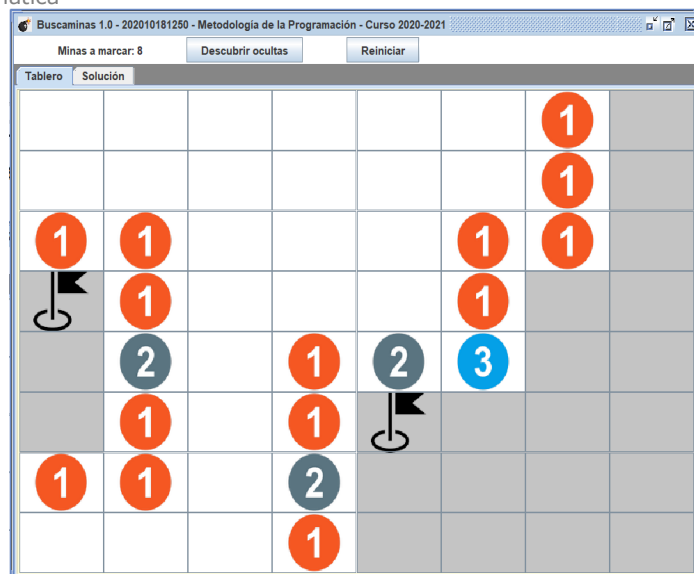 mática
Buscaminas 1.0 - 202010181250 - Metodología de la Programación - Curso 2020-2021
Minas a marcar: 8 Descubrir ocultas Reiniciar
Tablero Solución
1
1
1 1 1 1
1 1
2 1 2 3
1 1
1 1 2
1